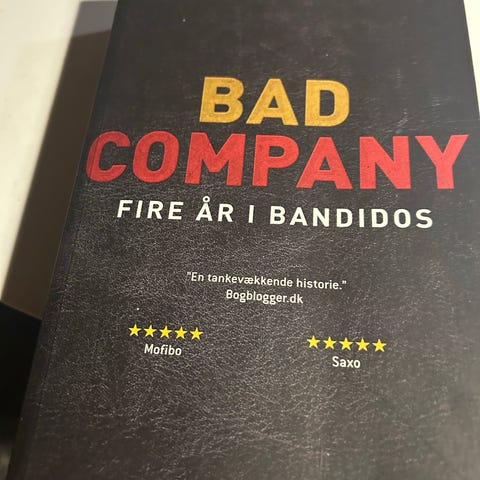 BAD
COMPANY
FIRE ÅR I BANDIDOS
"En tankevækkende historie."
Bogblogger.dk
Mofibo
Saxo